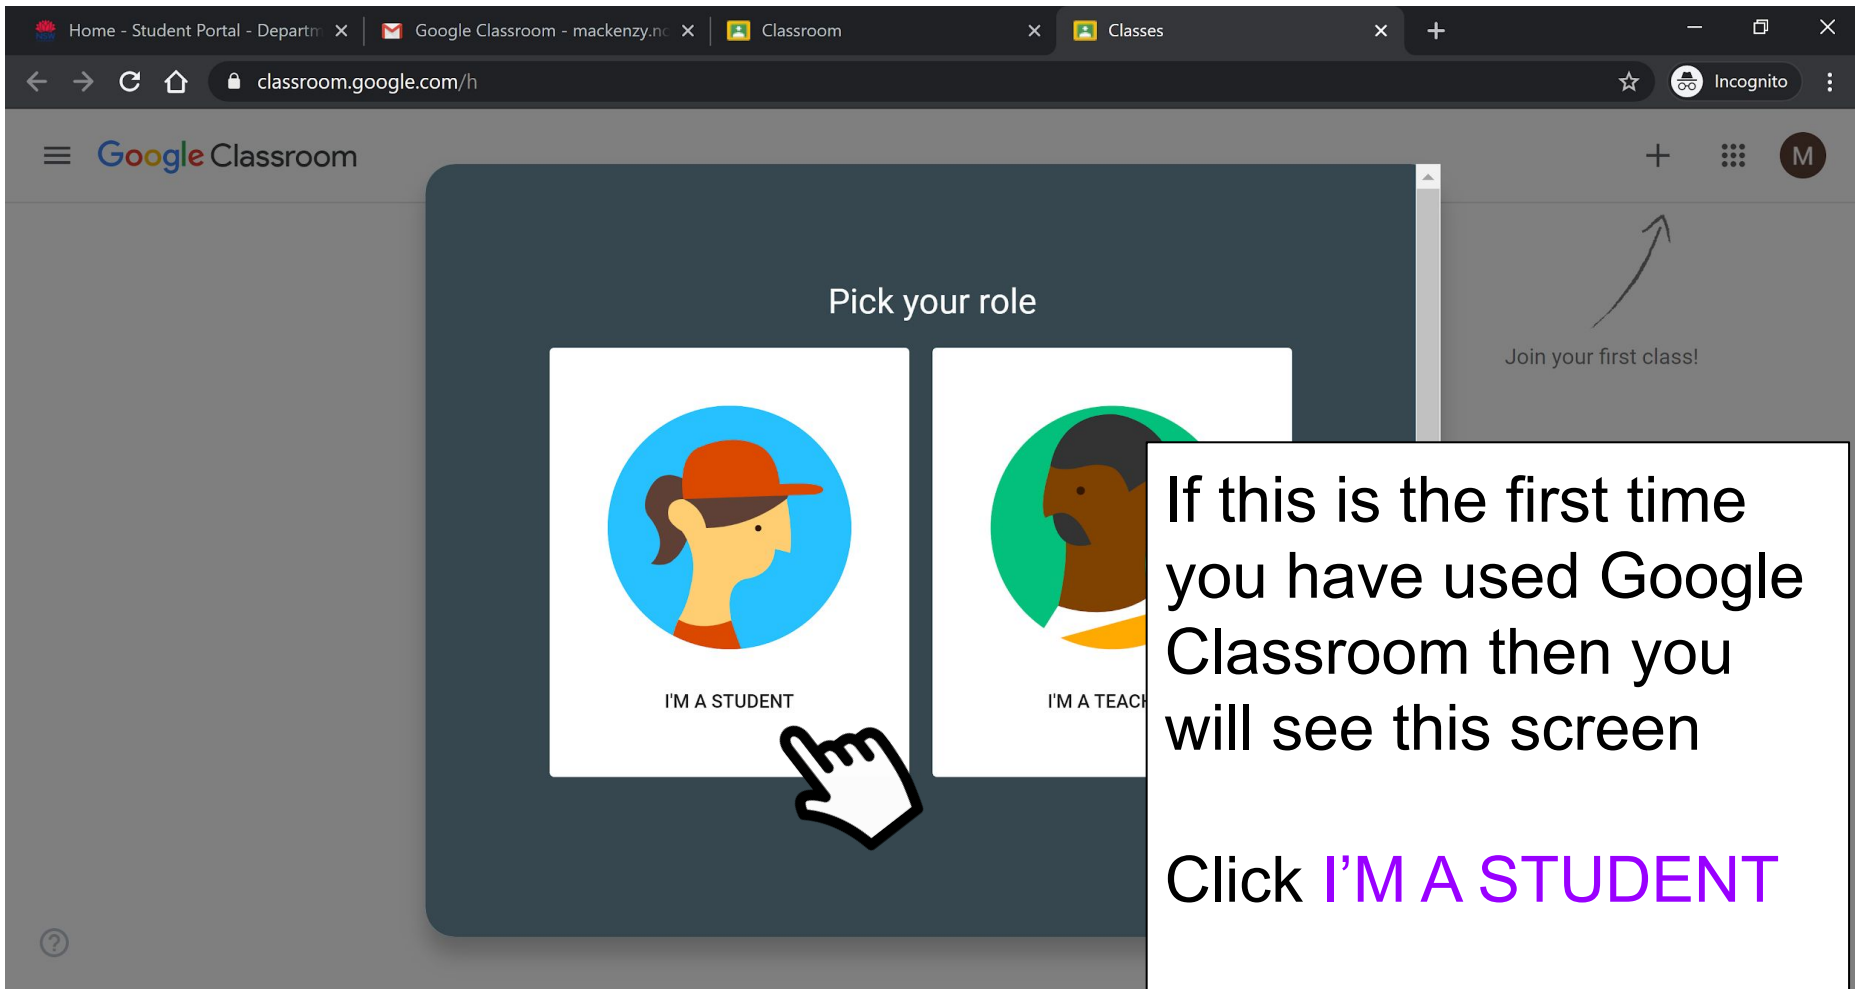 Home - Student Portal - Departm
Google Classroom - mackenzy.no
Classroom
Classes
classroom.google.com/h
Incognito
Google Classroom
M
Pick your role
Join your first class!
I'M A STUDENT
I'M A TEACH
If this is the first time
you have used Google
Classroom then you
will see this screen
Click I’M A STUDENT